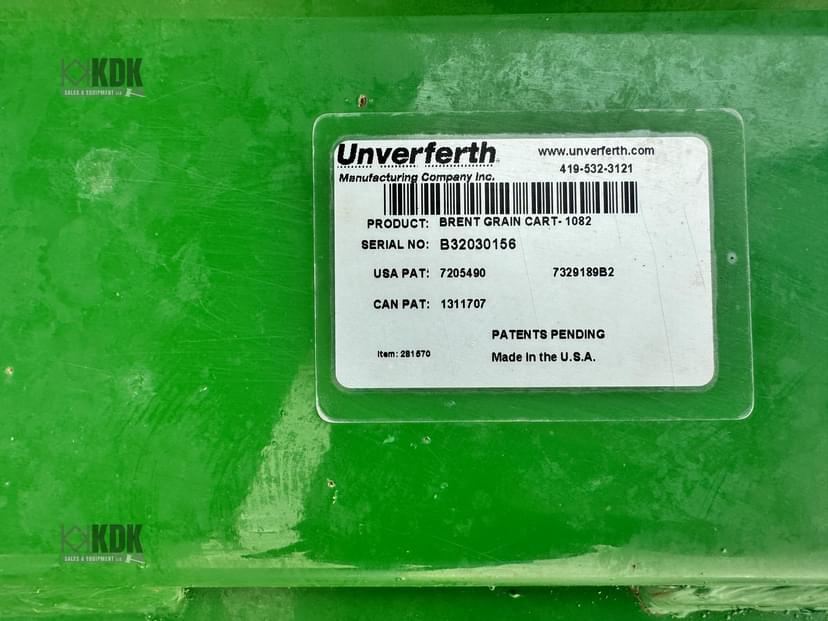 KDK
SALES & EQUIPMENT LLC
Unverferth
Manufacturing Company Inc.
www.unverferth.com
419-532-3121
PRODUCT: BRENT GRAIN CART- 1082
SERIAL NO: B32030156
USA PAT: 7205490 7329189B2
CAN PAT: 1311707
PATENTS PENDING
Item: 281570
Made in the U.S.A.
KDK
SALES & EQUIPMENT LLC